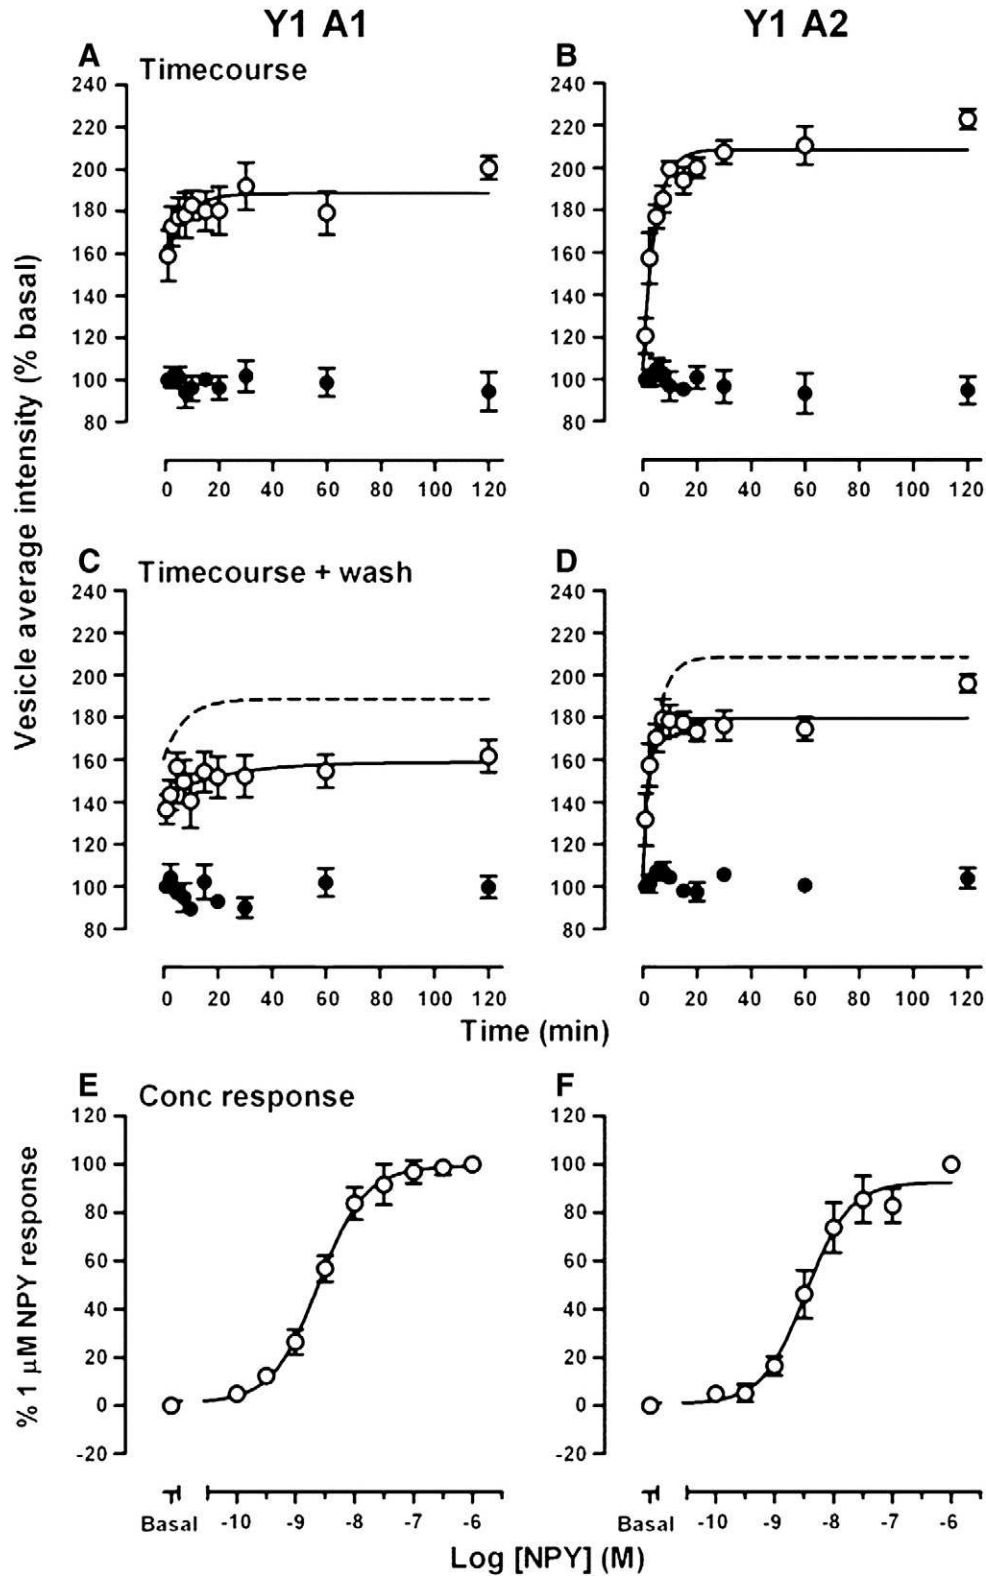 Y1 A1
Y1 A2
A
Timecourse
B
240
220
200
180
160
140
120
100
80
0 20 40 60 80 100 120
240
220
200
180
160
140
120
100
80
0 20 40 60 80 100 120
Vesicle average intensity (% basal)
C
Timecourse + wash
D
240
220
200
180
160
140
120
100
80
0 20 40 60 80 100 120
240
220
200
180
160
140
120
100
80
0 20 40 60 80 100 120
Time (min)
E
Conc response
F
% 1 µM NPY response
120
100
80
60
40
20
0
-20
Basal -10 -9 -8 -7 -6
120
100
80
60
40
20
0
-20
Basal -10 -9 -8 -7 -6
Log [NPY] (M)